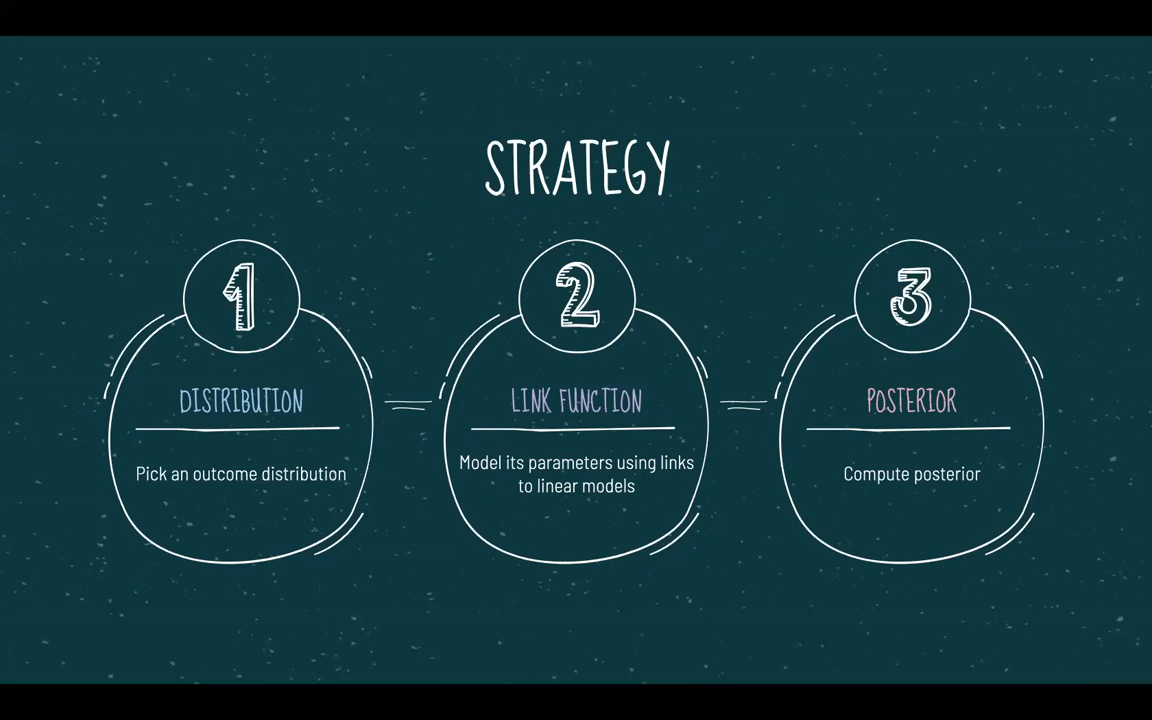 STRATEGY
1
2
3
DISTRIBUTION
LINK FUNCTION
POSTERIOR
Pick an outcome distribution
Model its parameters using links
to linear models
Compute posterior